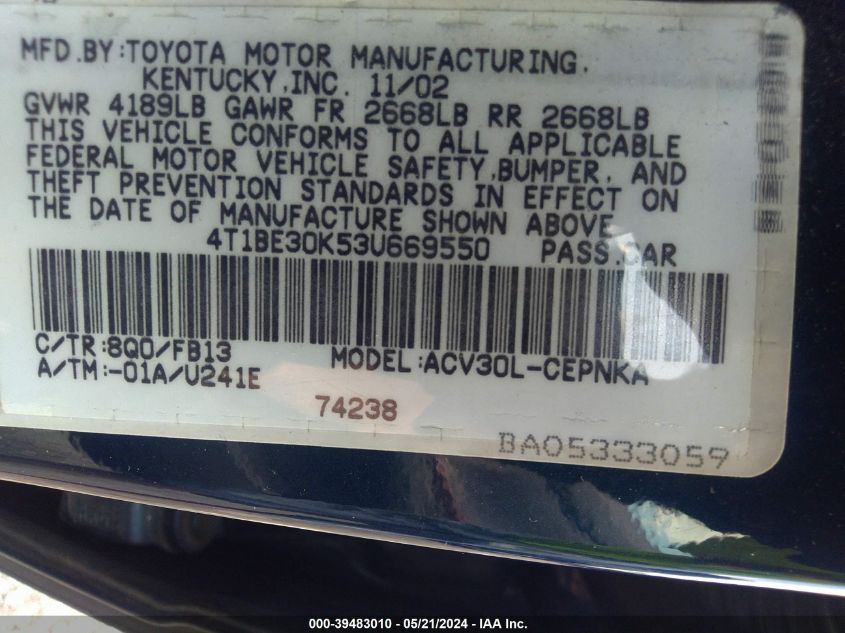 MFD.BY:TOYOTA MOTOR MANUFACTURING,
KENTUCKY,INC. 11/02
GVWR 4189LB GAWR FR 2668LB RR 2668LB
THIS VEHICLE CONFORMS TO ALL APPLICABLE
FEDERAL MOTOR VEHICLE SAFETY,BUMPER, AND
THEFT PREVENTION STANDARDS IN EFFECT ON
THE DATE OF MANUFACTURE SHOWN ABOVE.
4T1BE30K53U669550 PASS.CAR
C/TR:8Q0/FB13 MODEL:ACV30L-CEPNKA
A/TM:-01A/U241E
74238
BA05333059
000-39483010 - 05/21/2024 - IAA Inc.